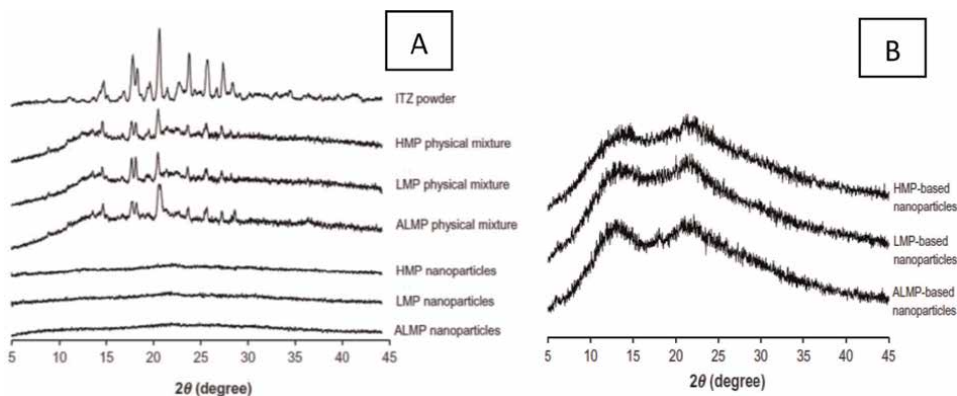 A
ITZ powder
HMP physical mixture
LMP physical mixture
ALMP physical mixture
HMP nanoparticles
LMP nanoparticles
ALMP nanoparticles
5 10 15 20 25 30 35 40 45
2θ (degree)
B
HMP-based
nanoparticles
LMP-based
nanoparticles
ALMP-based
nanoparticles
5 10 15 20 25 30 35 40 45
2θ (degree)